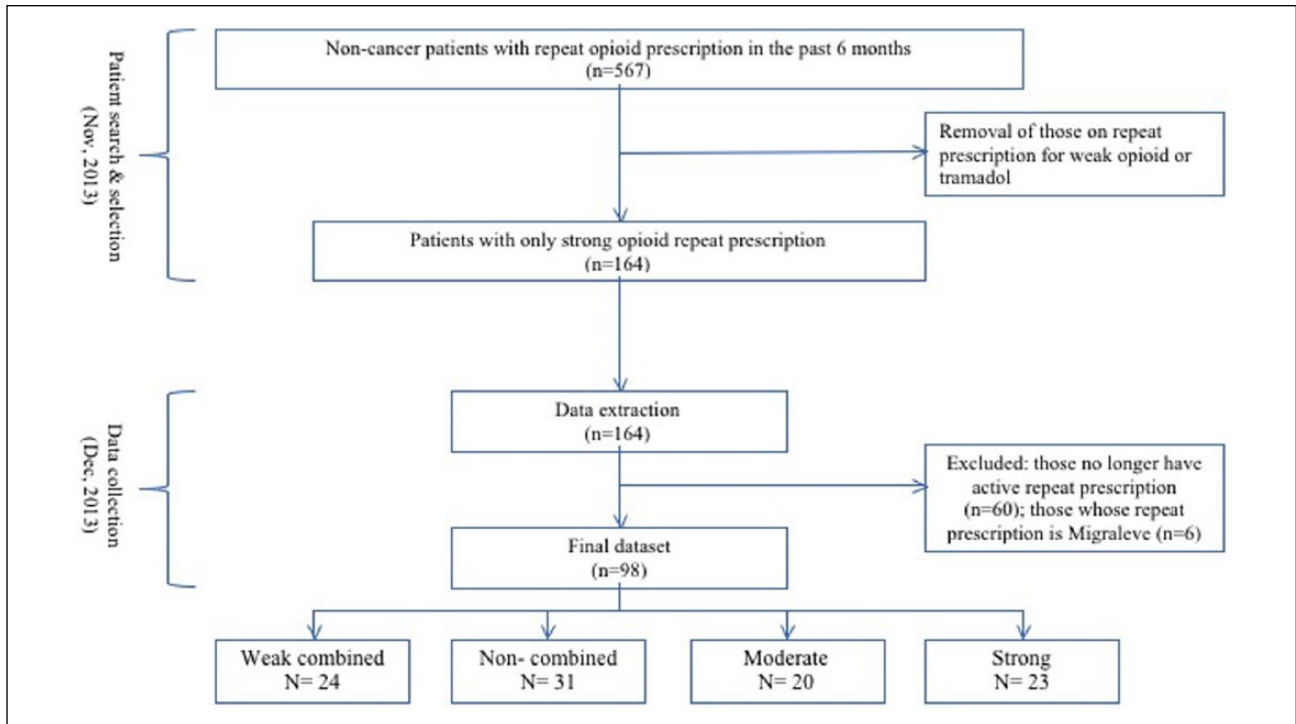 Patient search & selection
(Nov, 2013)
Non-cancer patients with repeat opioid prescription in the past 6 months
(n=567)
Removal of those on repeat
prescription for weak opioid or
tramadol
Patients with only strong opioid repeat prescription
(n=164)
Data collection
(Dec, 2013)
Data extraction
(n=164)
Excluded: those no longer have
active repeat prescription
(n=60); those whose repeat
prescription is Migraleve (n=6)
Final dataset
(n=98)
Weak combined
N= 24
Non- combined
N= 31
Moderate
N= 20
Strong
N= 23